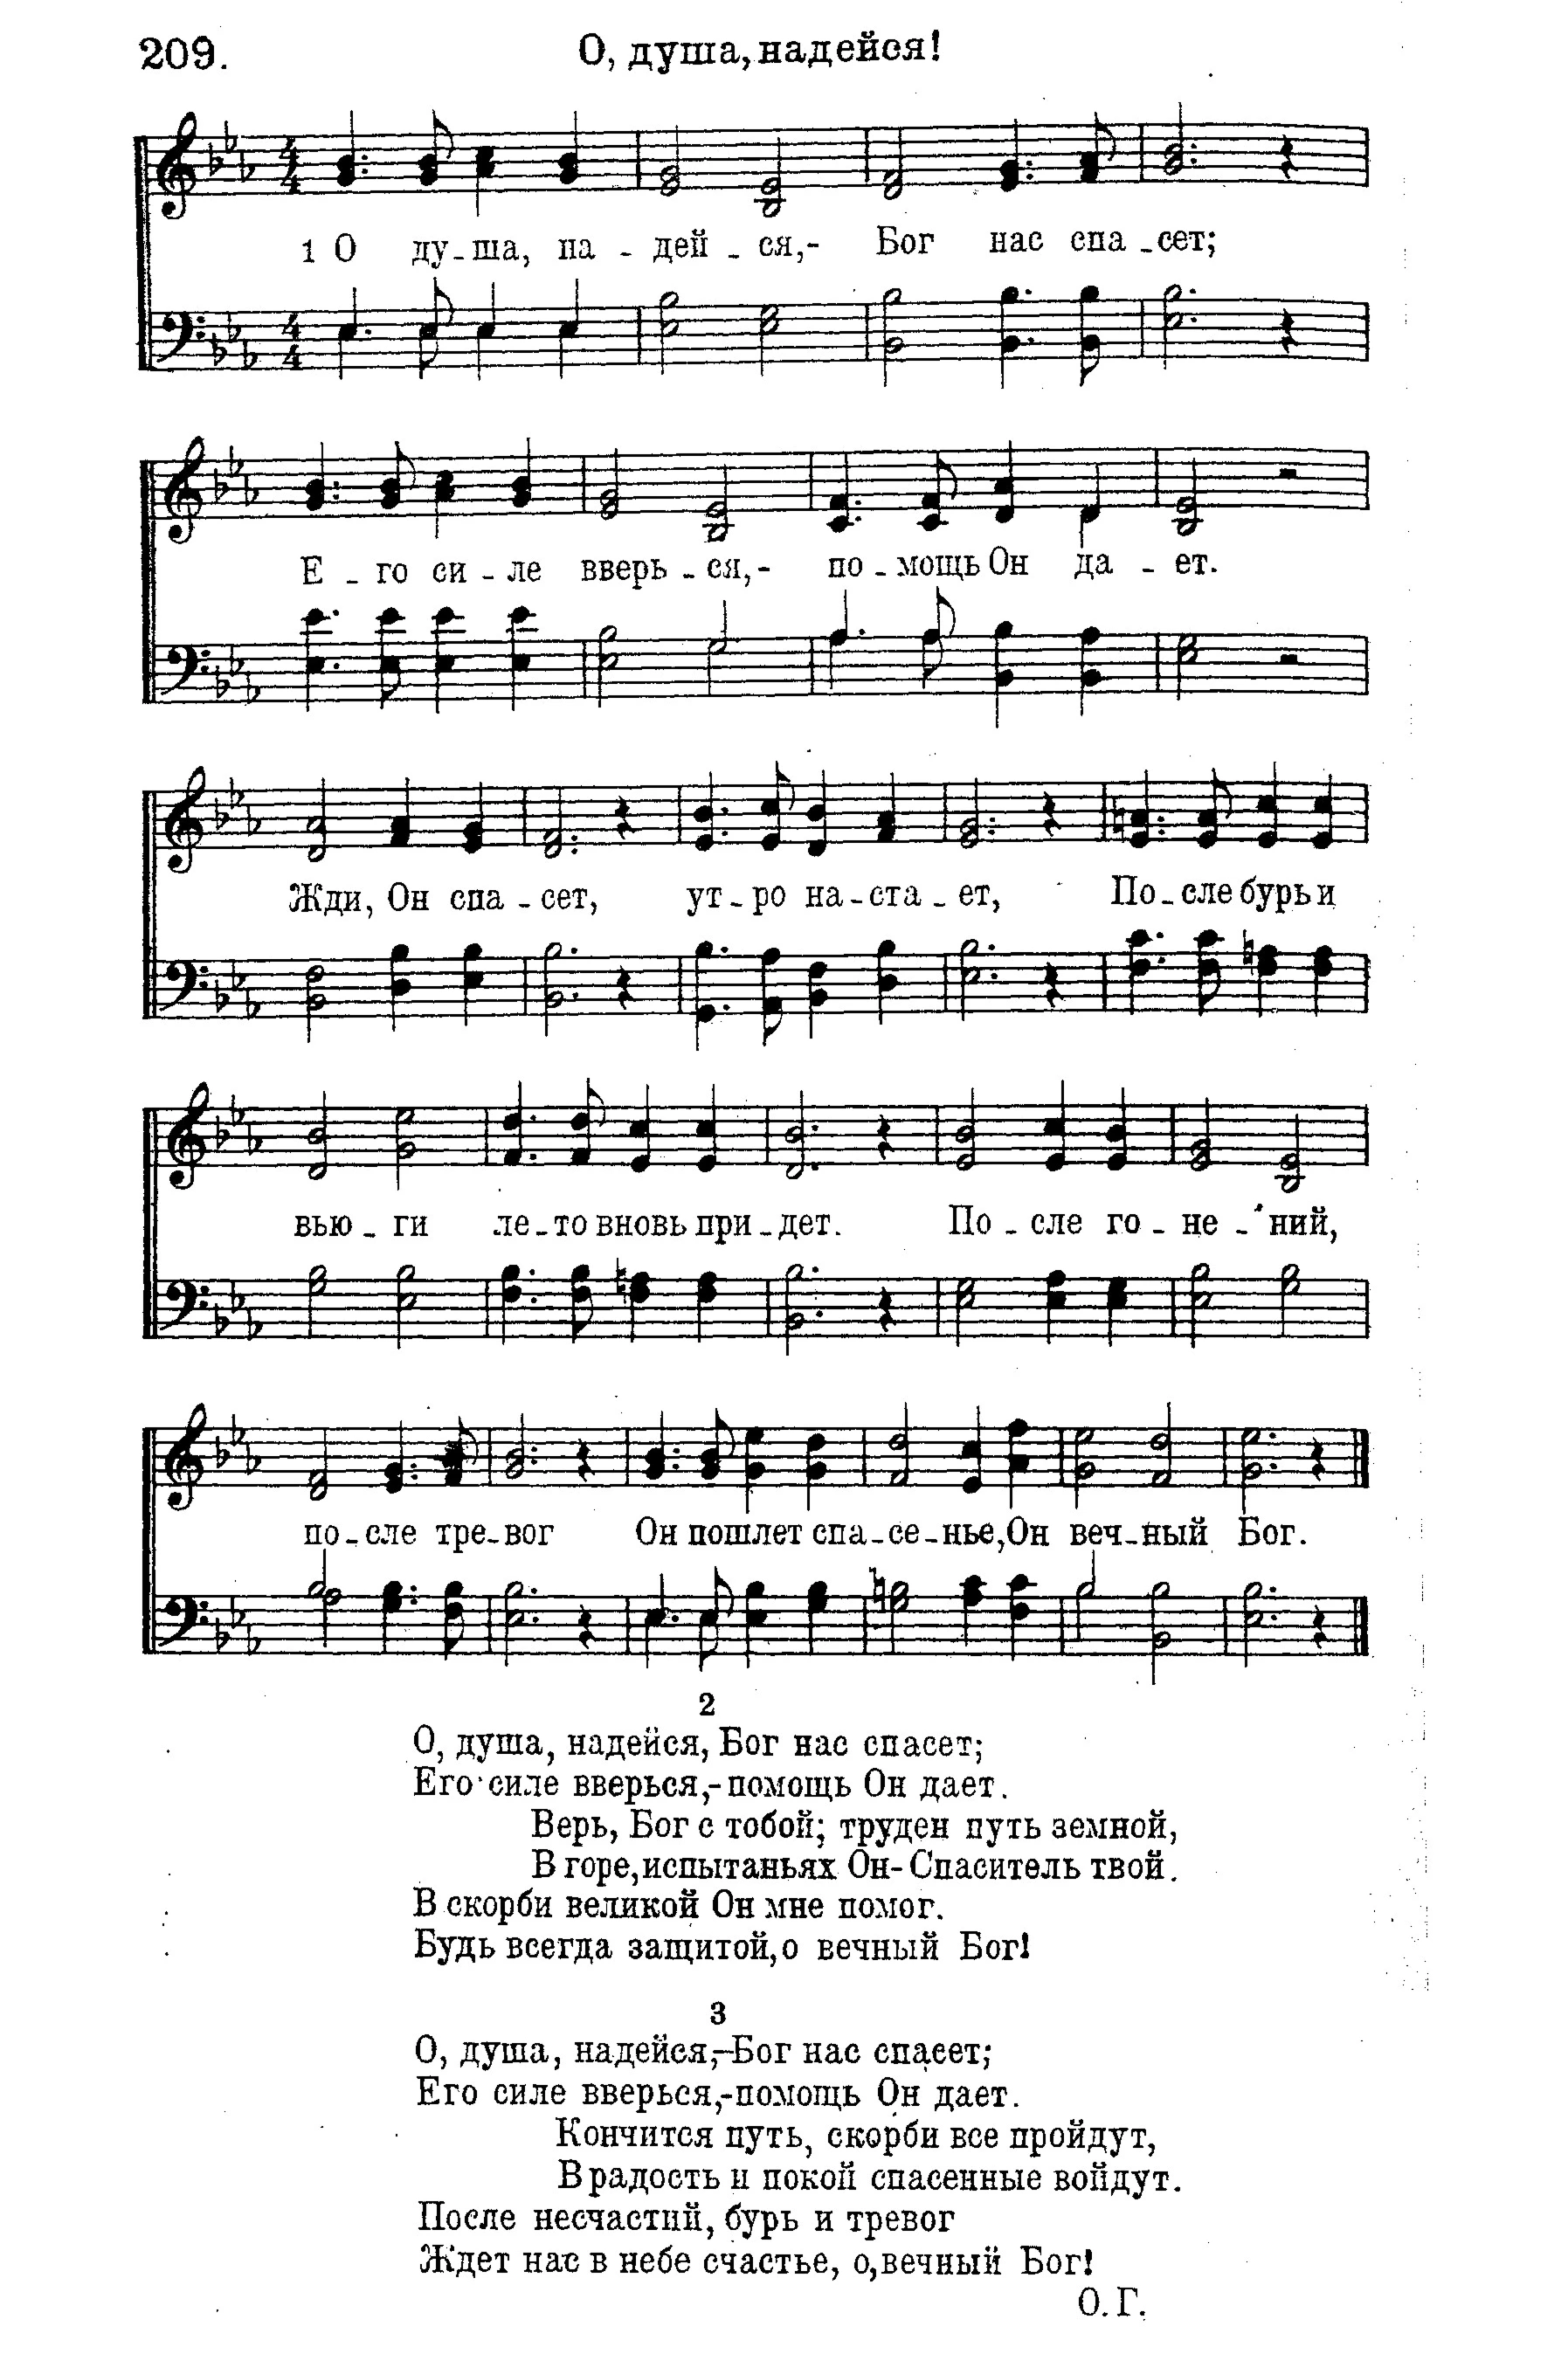 209.
О, душа, надейся!
4/4
1 О ду-ша, на - дей - ся,- Бог нас спа-сет;
4/4
Е - го си - ле вверь - ся,- по - мощь Он да - ет.
Жди, Он спа - сет, ут - ро на - ста - ет, По - сле бурь и
вью - ги ле - то вновь при - дет. По - сле го - не - ний,
по - сле тре - вог Он пошлет спа - се - нье, Он веч - ный Бог.
2
О, душа, надейся, Бог нас спасет;
Его силе вверься,- помощь Он дает.
Верь, Бог с тобой; труден путь земной,
В горе, испытаньях Он- Спаситель твой.
В скорби великой Он мне помог.
Будь всегда защитой, о вечный Бог!
3
О, душа, надейся,-Бог нас спасет;
Его силе вверься,-помощь Он дает.
Кончится путь, скорби все пройдут,
В радость и покой спасенные войдут.
После несчастий, бурь и тревог
Ждет нас в небе счастье, о, вечный Бог!
О. Г.